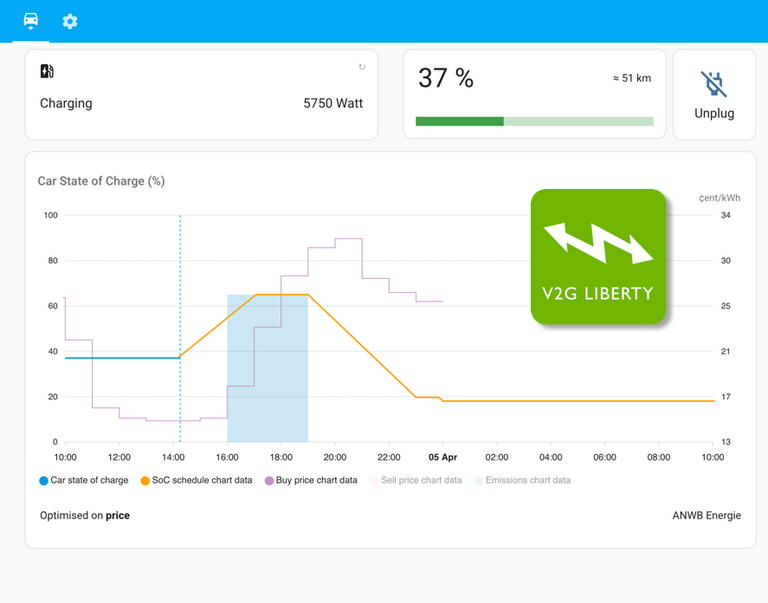 Charging
5750 Watt
37 %
≈ 51 km
Unplug
Car State of Charge (%)
¢ent/kWh
100
80
60
40
20
0
34
30
25
21
17
13
V2G LIBERTY
10:00 12:00 14:00 16:00 18:00 20:00 22:00 05 Apr 02:00 04:00 06:00 08:00 10:00
Car state of charge SoC schedule chart data Buy price chart data Sell price chart data Emissions chart data
Optimised on price
ANWB Energie